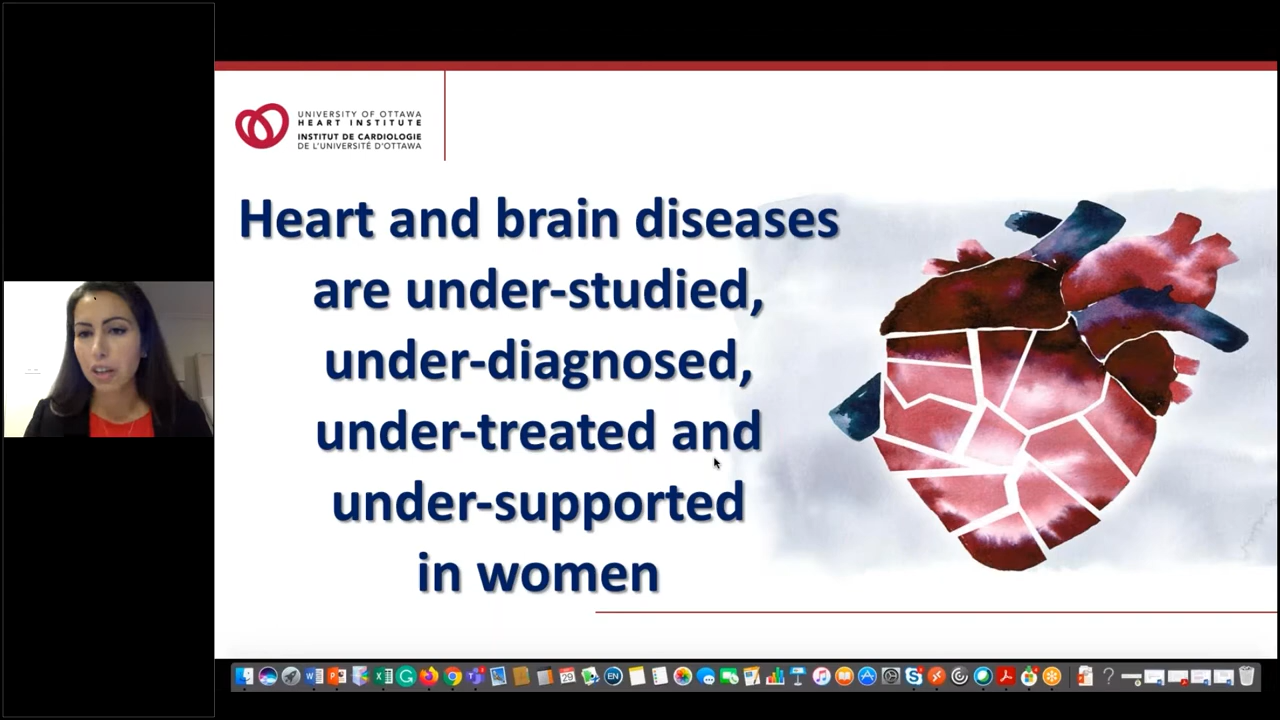 UNIVERSITY OF OTTAWA
HEART INSTITUTE
INSTITUT DE CARDIOLOGIE
DE L'UNIVERSITÉ D'OTTAWA
Heart and brain diseases
are under-studied,
under-diagnosed,
under-treated and
under-supported
in women